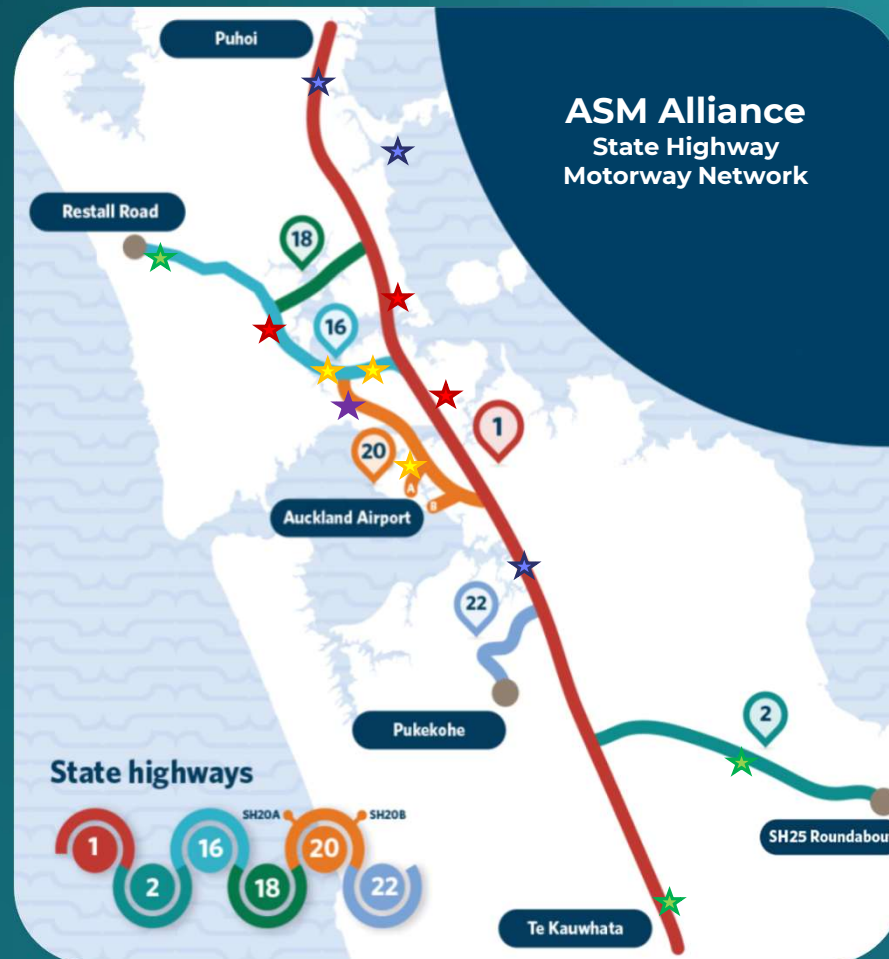 Puhoi
ASM Alliance
State Highway
Motorway Network
Restall Road
18
16
1
20
A
B
Auckland Airport
22
Pukekohe
2
SH25 Roundabou
State highways
SH20A
SH20B
1
16
20
2
18
22
Te Kauwhata